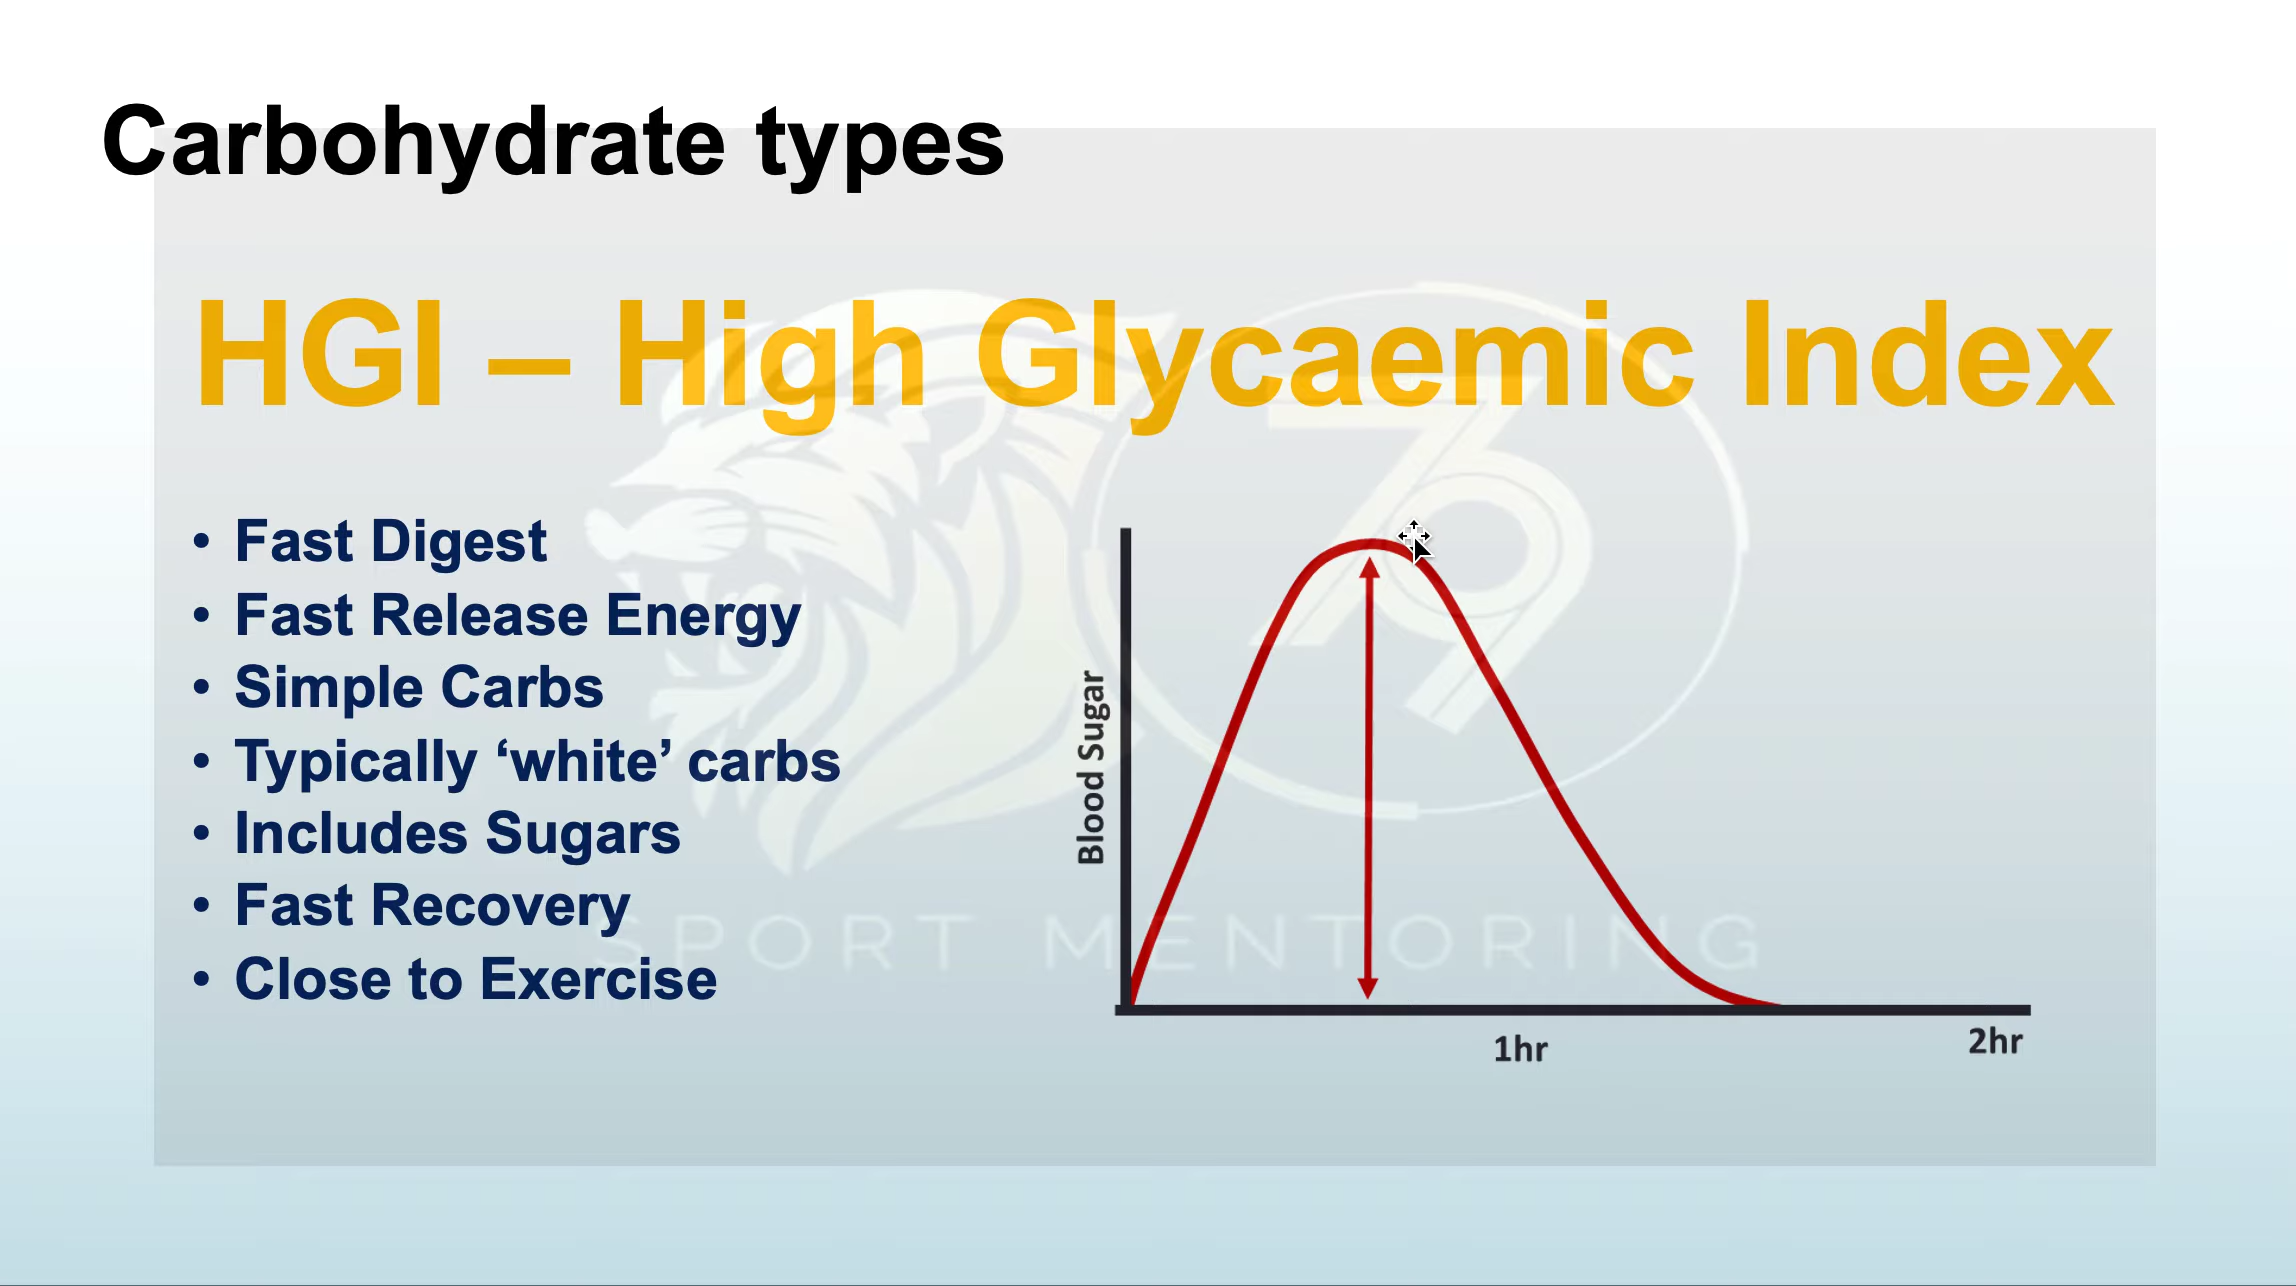 Carbohydrate types
HGI – High Glycaemic Index
• Fast Digest
• Fast Release Energy
• Simple Carbs
• Typically ‘white’ carbs
• Includes Sugars
• Fast Recovery
• Close to Exercise
Blood Sugar
1hr
2hr
79
SPORT MENTORING